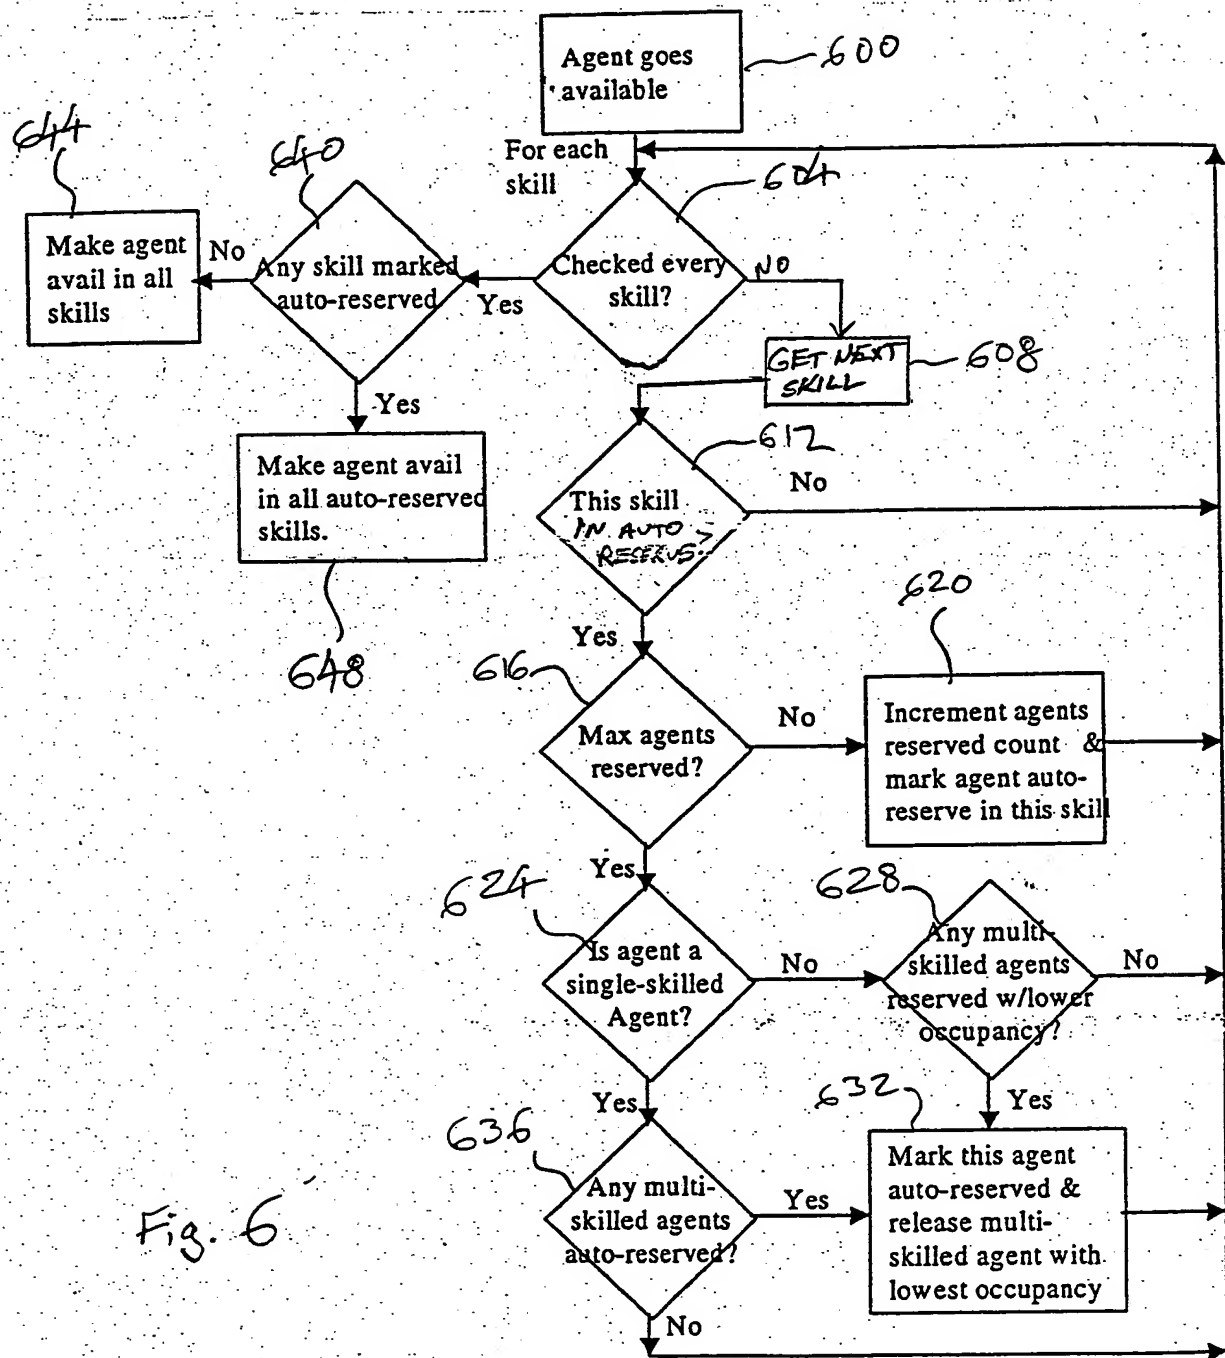 Agent goes
available
600
644
640
For each
skill
604
Make agent
avail in all
skills
No
Any skill marked
auto-reserved
Yes
Checked every
skill?
NO
GET NEXT
SKILL
608
Yes
612
Make agent avail
in all auto-reserved
skills.
This skill
IN AUTO
RESERVE?
No
648
Yes
620
616
Max agents
reserved?
No
Increment agents
reserved count &
mark agent auto-
reserve in this skill
Yes
624
628
Is agent a
single-skilled
Agent?
No
Any multi-
skilled agents
reserved w/lower
occupancy?
No
Yes
632
Yes
636
Any multi-
skilled agents
auto-reserved?
Yes
Mark this agent
auto-reserved &
release multi-
skilled agent with
lowest occupancy
No
Fig. 6